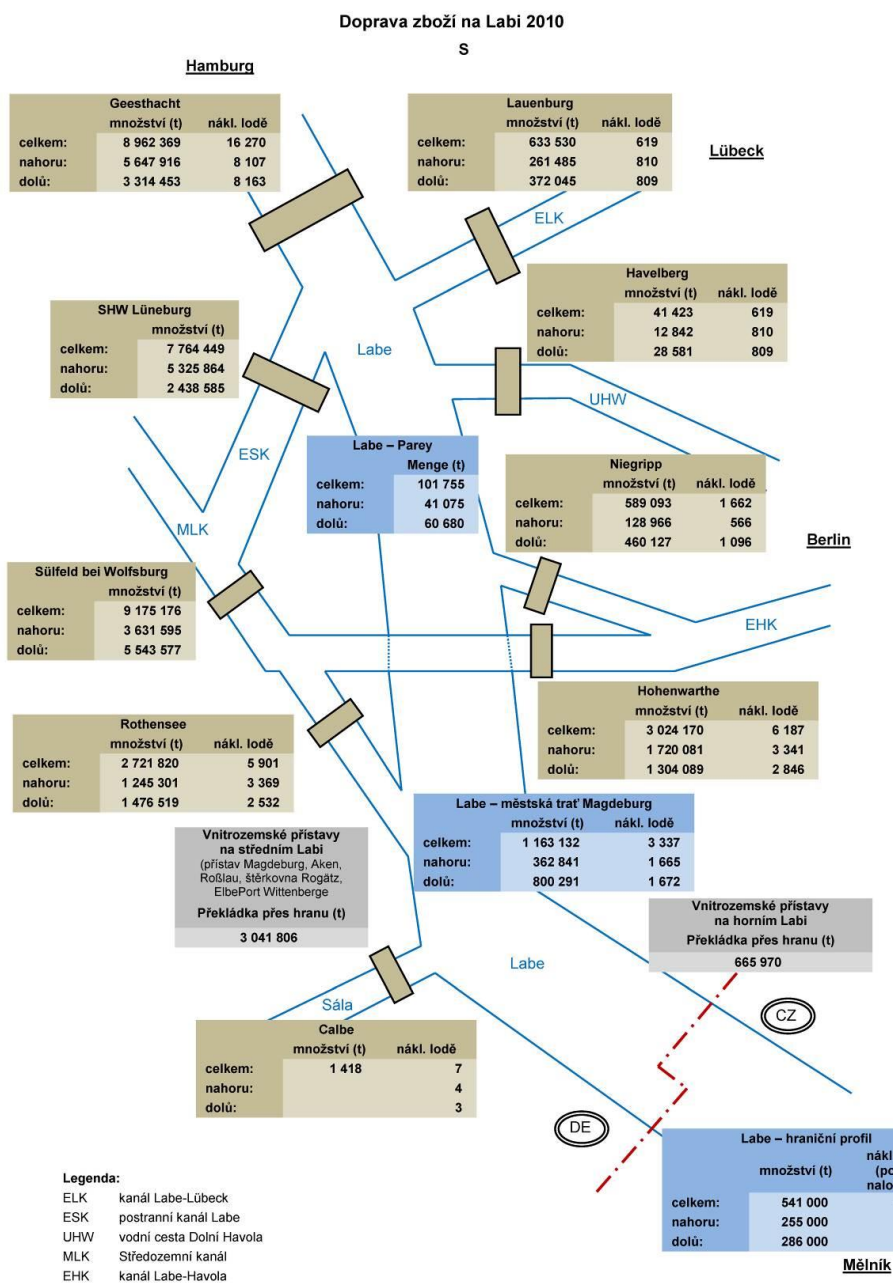 Doprava zboží na Labi 2010
S
Hamburg
Geesthacht
množství (t) nákl. lodě
celkem: 8 962 369 16 270
nahoru: 5 647 916 8 107
dolů: 3 314 453 8 163
Lauenburg
množství (t) nákl. lodě
celkem: 633 530 619
nahoru: 261 485 810
dolů: 372 045 809
Lübeck
ELK
Havelberg
množství (t) nákl. lodě
celkem: 41 423 619
nahoru: 12 842 810
dolů: 28 581 809
SHW Lüneburg
množství (t)
celkem: 7 764 449
nahoru: 5 325 864
dolů: 2 438 585
Labe
UHW
ESK
Labe – Parey
Menge (t)
celkem: 101 755
nahoru: 41 075
dolů: 60 680
Niegripp
množství (t) nákl. lodě
celkem: 589 093 1 662
nahoru: 128 966 566
dolů: 460 127 1 096
MLK
Berlin
Sülfeld bei Wolfsburg
množství (t)
celkem: 9 175 176
nahoru: 3 631 595
dolů: 5 543 577
EHK
Hohenwarthe
množství (t) nákl. lodě
celkem: 3 024 170 6 187
nahoru: 1 720 081 3 341
dolů: 1 304 089 2 846
Rothensee
množství (t) nákl. lodě
celkem: 2 721 820 5 901
nahoru: 1 245 301 3 369
dolů: 1 476 519 2 532
Labe – městská trať Magdeburg
množství (t) nákl. lodě
celkem: 1 163 132 3 337
nahoru: 362 841 1 665
dolů: 800 291 1 672
Vnitrozemské přístavy
na středním Labi
(přístav Magdeburg, Aken,
Roßlau, štěrkovna Rogätz,
ElbePort Wittenberge
Překládka přes hranu (t)
3 041 806
Vnitrozemské přístavy
na horním Labi
Překládka přes hranu (t)
665 970
Labe
Sála
CZ
Calbe
množství (t) nákl. lodě
celkem: 1 418 7
nahoru: 4
dolů: 3
DE
Labe – hraniční profil
množství (t)
celkem: 541 000
nahoru: 255 000
dolů: 286 000
Mělník
Legenda:
ELK kanál Labe-Lübeck
ESK postranní kanál Labe
UHW vodní cesta Dolní Havola
MLK Středozemní kanál
EHK kanál Labe-Havola